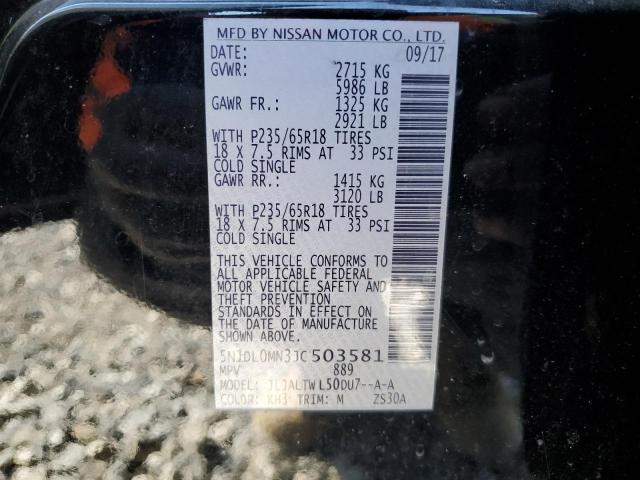 MFD BY NISSAN MOTOR CO., LTD.
DATE: 09/17
GVWR: 2715 KG
5986 LB
GAWR FR.: 1325 KG
2921 LB
WITH P235/65R18 TIRES
18 X 7.5 RIMS AT 33 PSI
COLD SINGLE
GAWR RR.: 1415 KG
3120 LB
WITH P235/65R18 TIRES
18 X 7.5 RIMS AT 33 PSI
COLD SINGLE
THIS VEHICLE CONFORMS TO
ALL APPLICABLE FEDERAL
MOTOR VEHICLE SAFETY AND
THEFT PREVENTION
STANDARDS IN EFFECT ON
THE DATE OF MANUFACTURE
SHOWN ABOVE.
5N1DL0MN3JC503581
MPV 889
MODEL: JLJALTWL50DU7--A-A
COLOR: KH3 TRIM: M ZS30A